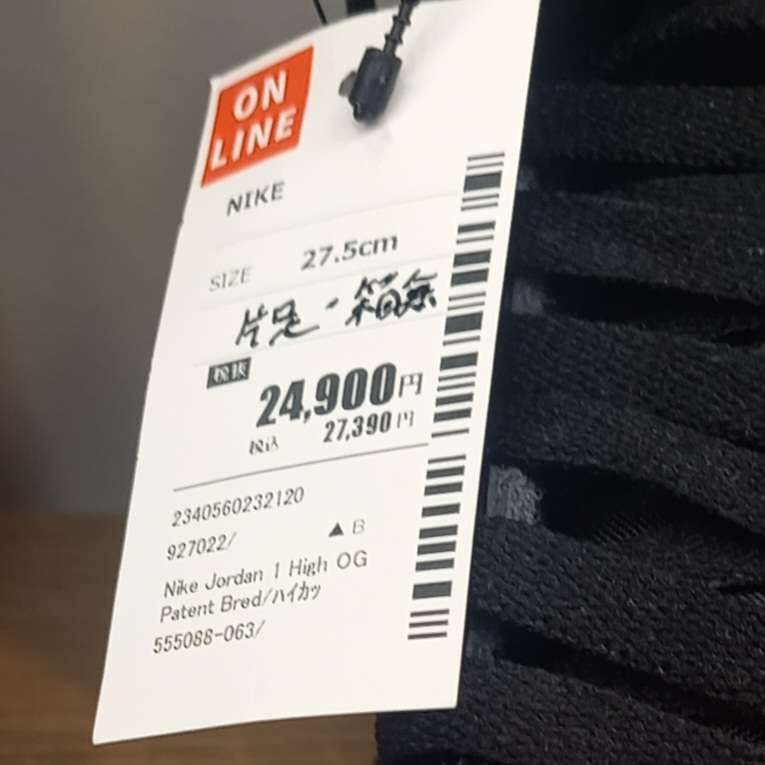 ON
LINE
NIKE
SIZE 27.5cm
片足・箱余
税抜
24,900円
税込 27,390円
2340560232120
927022/ ▲ B
Nike Jordan 1 High OG
Patent Bred/ハイカッ
555088-063/